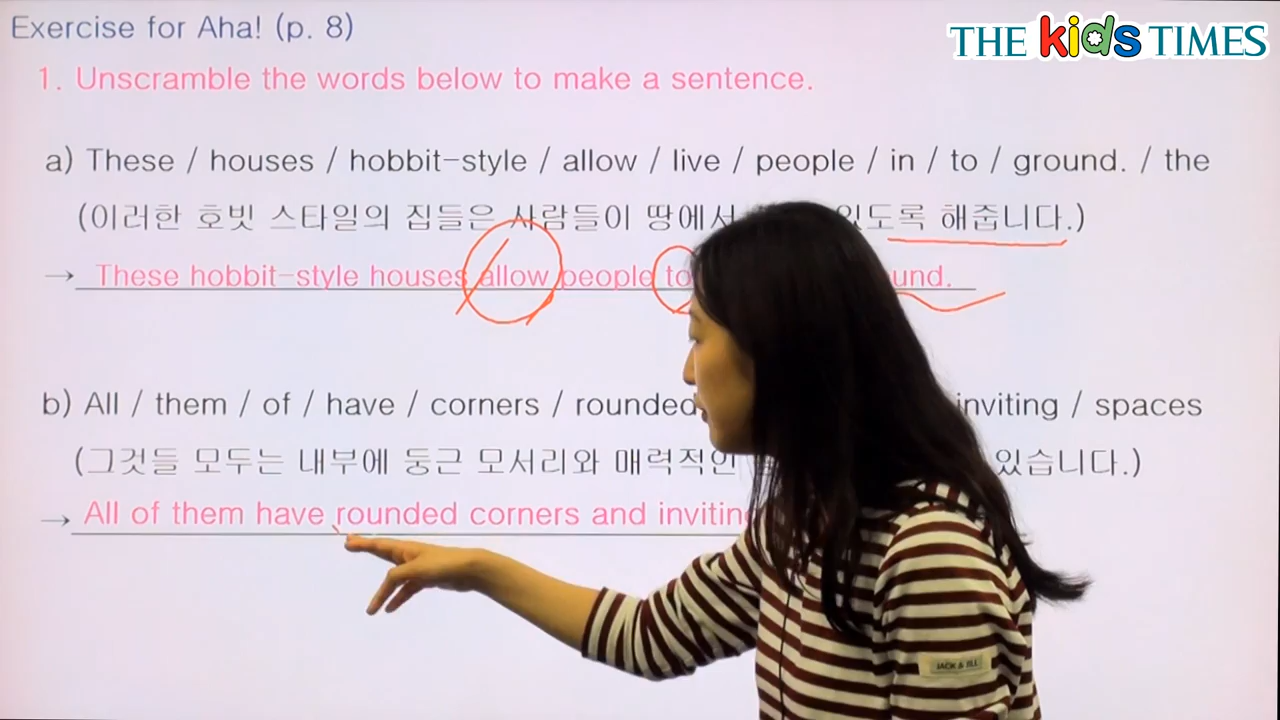 Exercise for Aha! (p. 8)
THE kids TIMES
1. Unscramble the words below to make a sentence.
a) These / houses / hobbit-style / allow / live / people / in / to / ground. / the
(이러한 호빗 스타일의 집들은 사람들이 땅에서 있도록 해줍니다.)
→ These hobbit-style houses allow people to und.
b) All / them / of / have / corners / rounded inviting / spaces
(그것들 모두는 내부에 둥근 모서리와 매력적인 있습니다.)
→ All of them have rounded corners and inviting
JACK & JILL